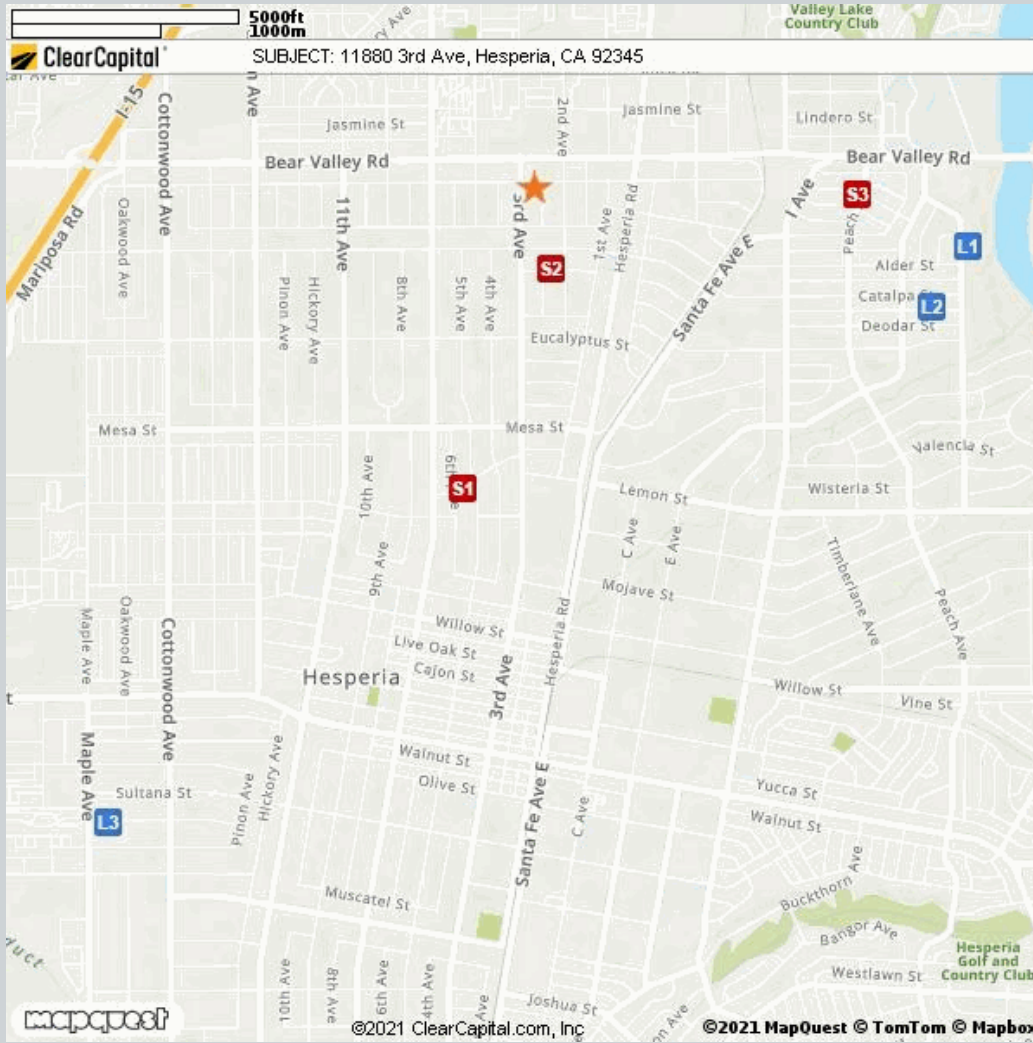 5000ft
1000m
Valley Lake
Country Club
ClearCapital
SUBJECT: 11880 3rd Ave, Hesperia, CA 92345
I-15
Cottonwood Ave
Jasmine St
2nd Ave
Jasmine St
Lindero St
Bear Valley Rd
Bear Valley Rd
Mariposa Rd
Oakwood Ave
11th Ave
3rd Ave
1st Ave
Hesperia Rd
I Ave
S3
Peach
L1
S2
Santa Fe Ave E
Alder St
Pinon Ave
Hickory Ave
8th Ave
5th Ave
4th Ave
Catalpa
L2
Deodar St
Eucalyptus St
Mesa St
Mesa St
Valencia St
10th Ave
S1
Lemon St
Wisteria St
9th Ave
C Ave
E Ave
Timberlane Ave
Mojave St
Maple Ave
Oakwood Ave
Cottonwood Ave
Willow St
Live Oak St
Cajon St
Hesperia Rd
Peach Ave
Hesperia
3rd Ave
Willow St
Vine St
Maple Ave
Walnut St
Olive St
Sultana St
Pinon Ave
Hickory Ave
Yucca St
Walnut St
L3
Santa Fe Ave E
C Ave
Muscatel St
Buckthorn Ave
Bangor Ave
Hesperia
Golf and
Country Club
Westlawn St
10th Ave
8th Ave
6th Ave
4th Ave
Joshua St
mapquest
©2021 ClearCapital.com, Inc
©2021 MapQuest © TomTom © Mapbox